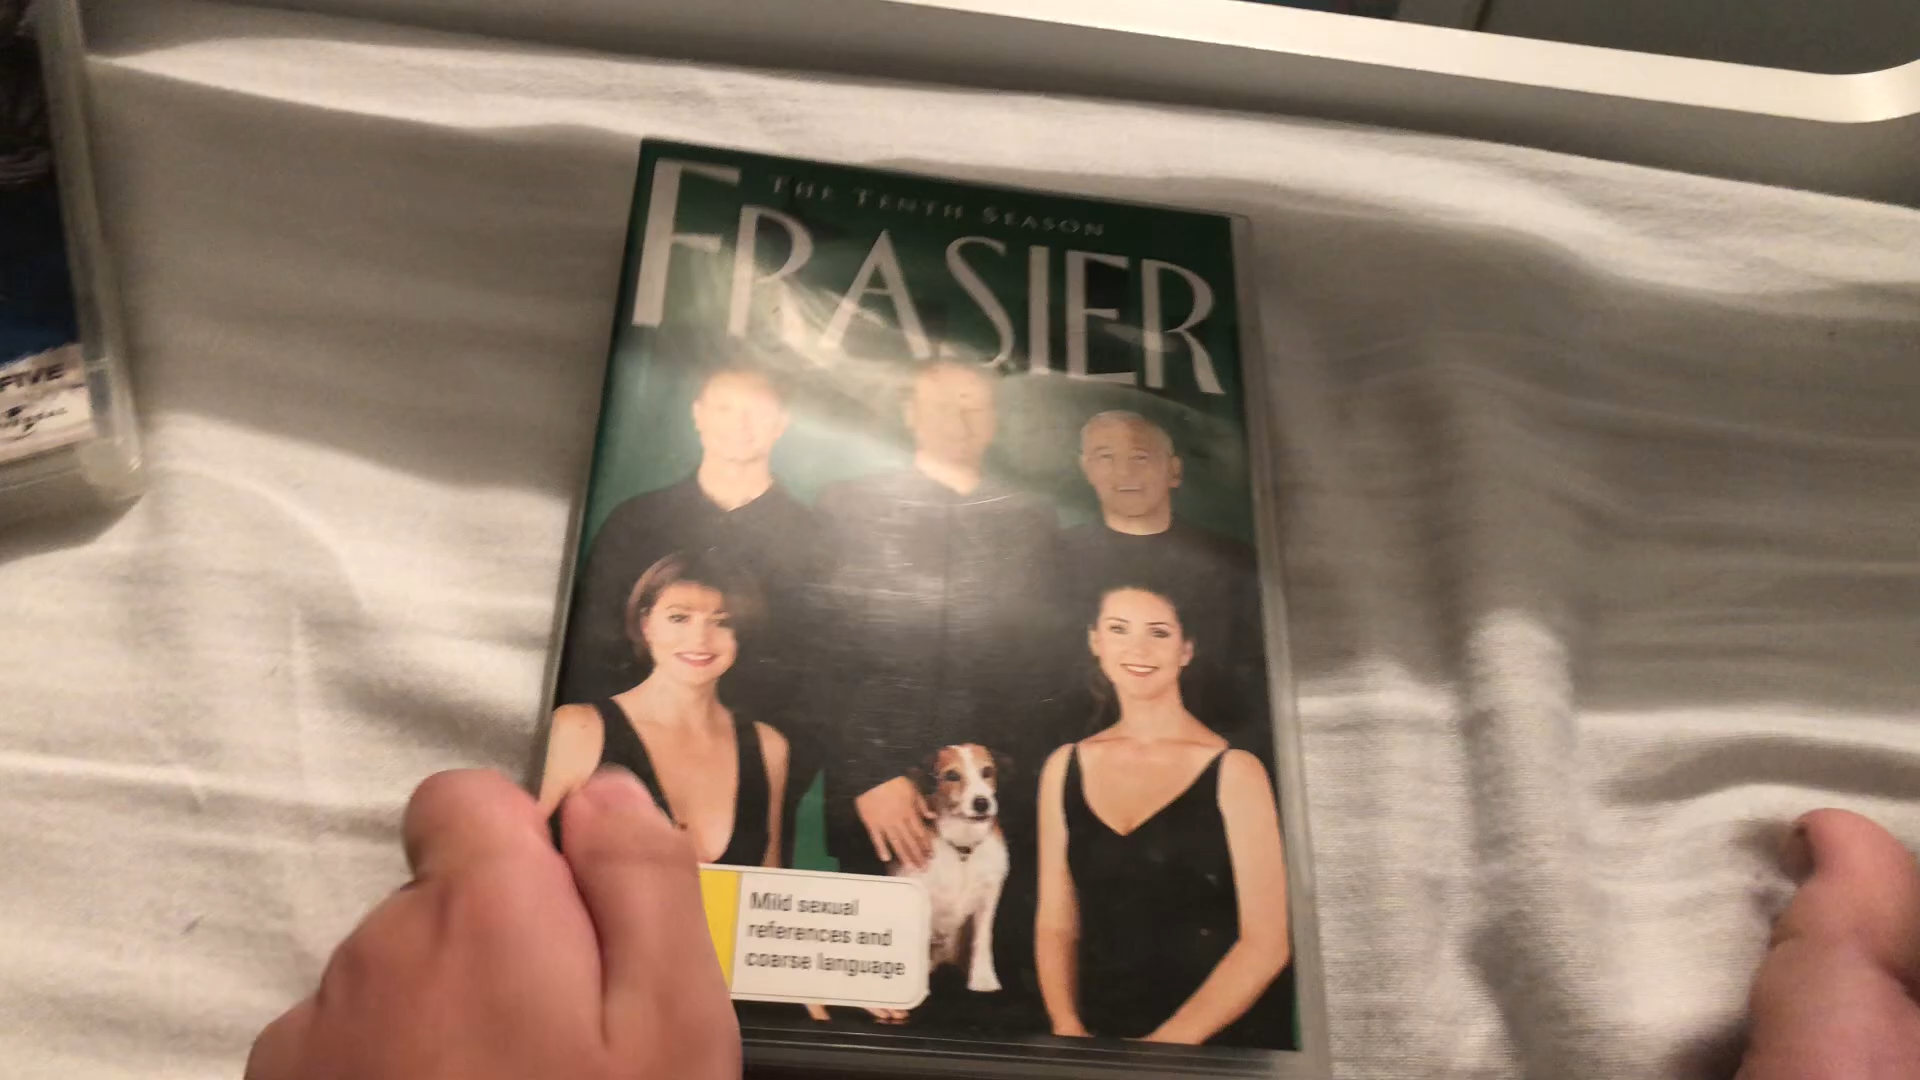 THE TENTH SEASON
FRASIER
FIVE
Mild sexual
references and
coarse language